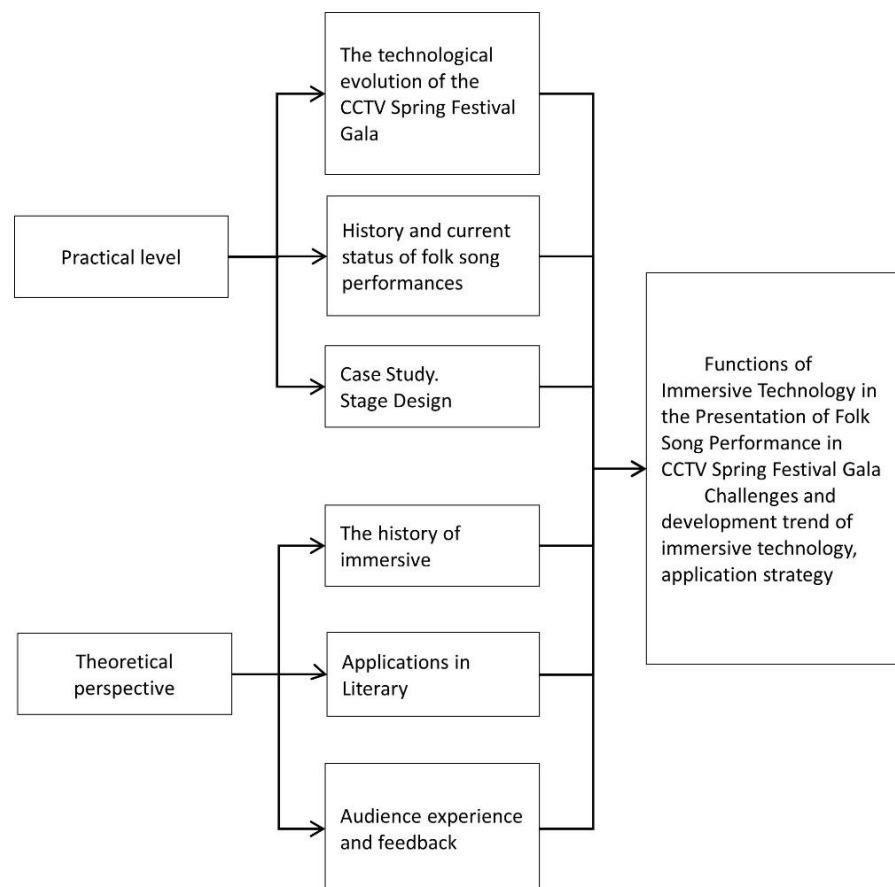 The technological
evolution of the
CCTV Spring Festival
Gala
Practical level
History and current
status of folk song
performances
Case Study.
Stage Design
Functions of
Immersive Technology in
the Presentation of Folk
Song Performance in
CCTV Spring Festival Gala
Challenges and
development trend of
immersive technology,
application strategy
The history of
immersive
Theoretical
perspective
Applications in
Literary
Audience experience
and feedback